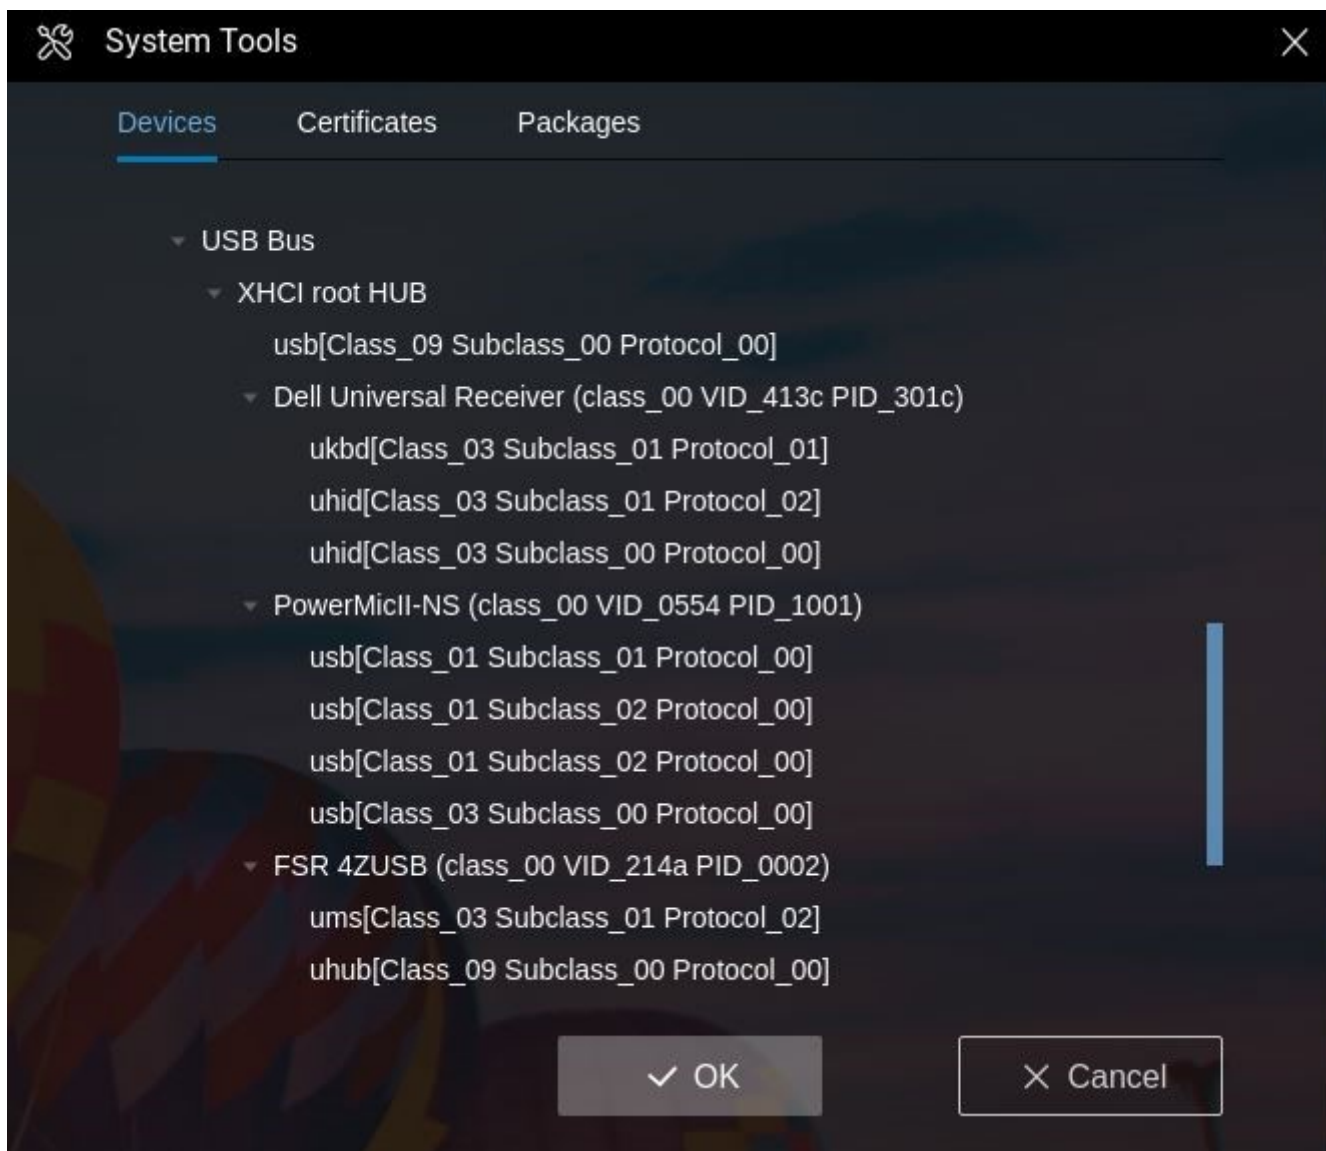 System Tools
Devices Certificates Packages
USB Bus
XHCI root HUB
usb[Class_09 Subclass_00 Protocol_00]
Dell Universal Receiver (class_00 VID_413c PID_301c)
ukbd[Class_03 Subclass_01 Protocol_01]
uhid[Class_03 Subclass_01 Protocol_02]
uhid[Class_03 Subclass_00 Protocol_00]
PowerMicII-NS (class_00 VID_0554 PID_1001)
usb[Class_01 Subclass_01 Protocol_00]
usb[Class_01 Subclass_02 Protocol_00]
usb[Class_01 Subclass_02 Protocol_00]
usb[Class_03 Subclass_00 Protocol_00]
FSR 4ZUSB (class_00 VID_214a PID_0002)
ums[Class_03 Subclass_01 Protocol_02]
uhub[Class_09 Subclass_00 Protocol_00]
OK Cancel